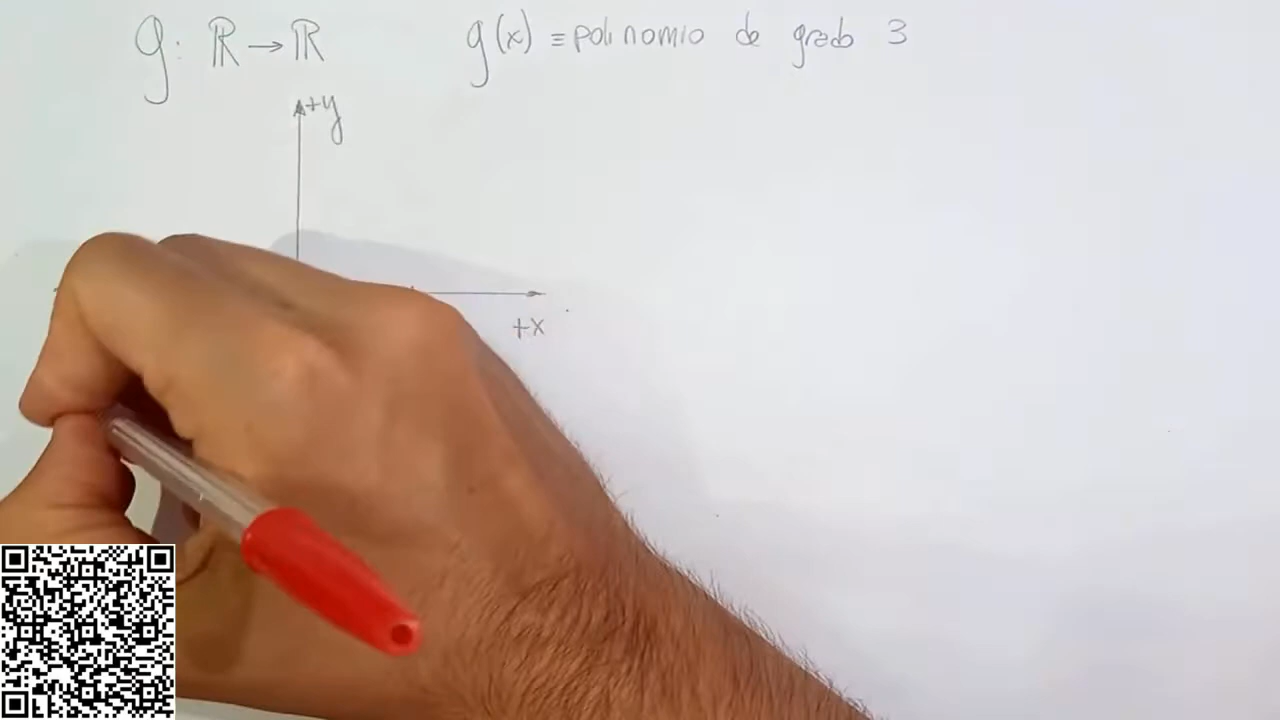 g: ℝ → ℝ g(x) ≡ polinomio de grado 3
+y
+x